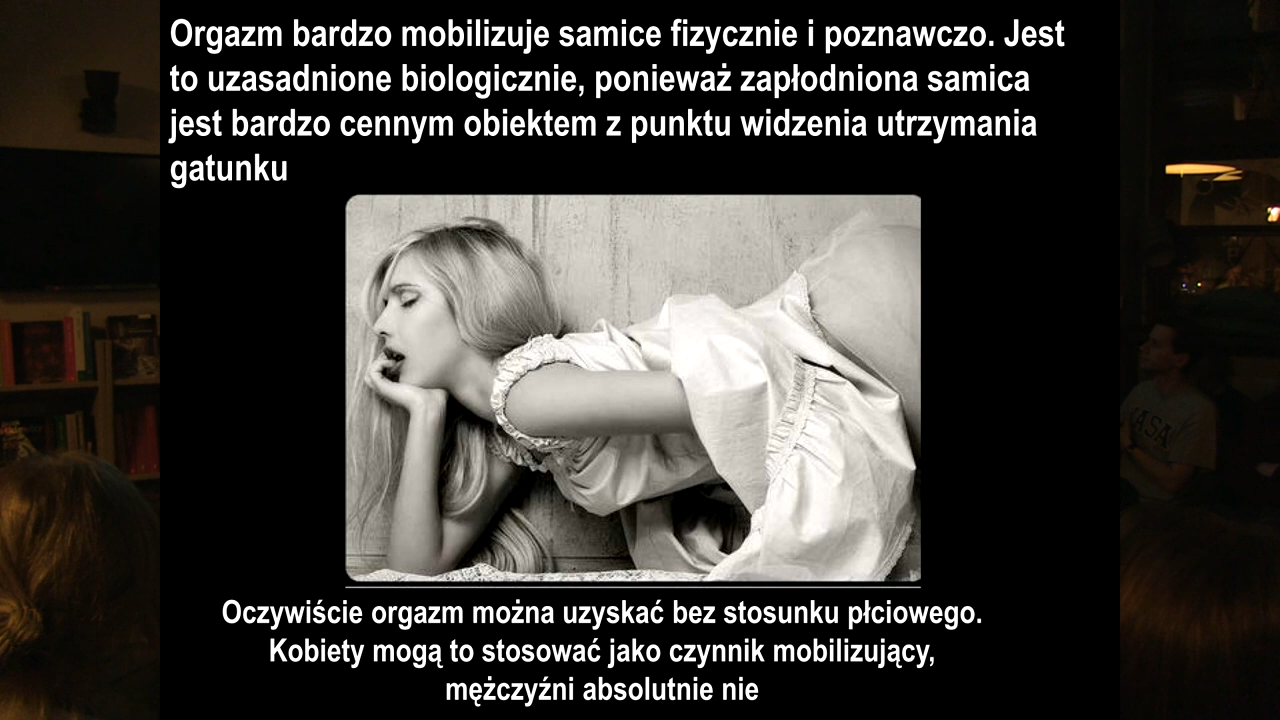 Orgazm bardzo mobilizuje samice fizycznie i poznawczo. Jest
to uzasadnione biologicznie, ponieważ zapłodniona samica
jest bardzo cennym obiektem z punktu widzenia utrzymania
gatunku
Oczywiście orgazm można uzyskać bez stosunku płciowego.
Kobiety mogą to stosować jako czynnik mobilizujący,
mężczyźni absolutnie nie
NASA